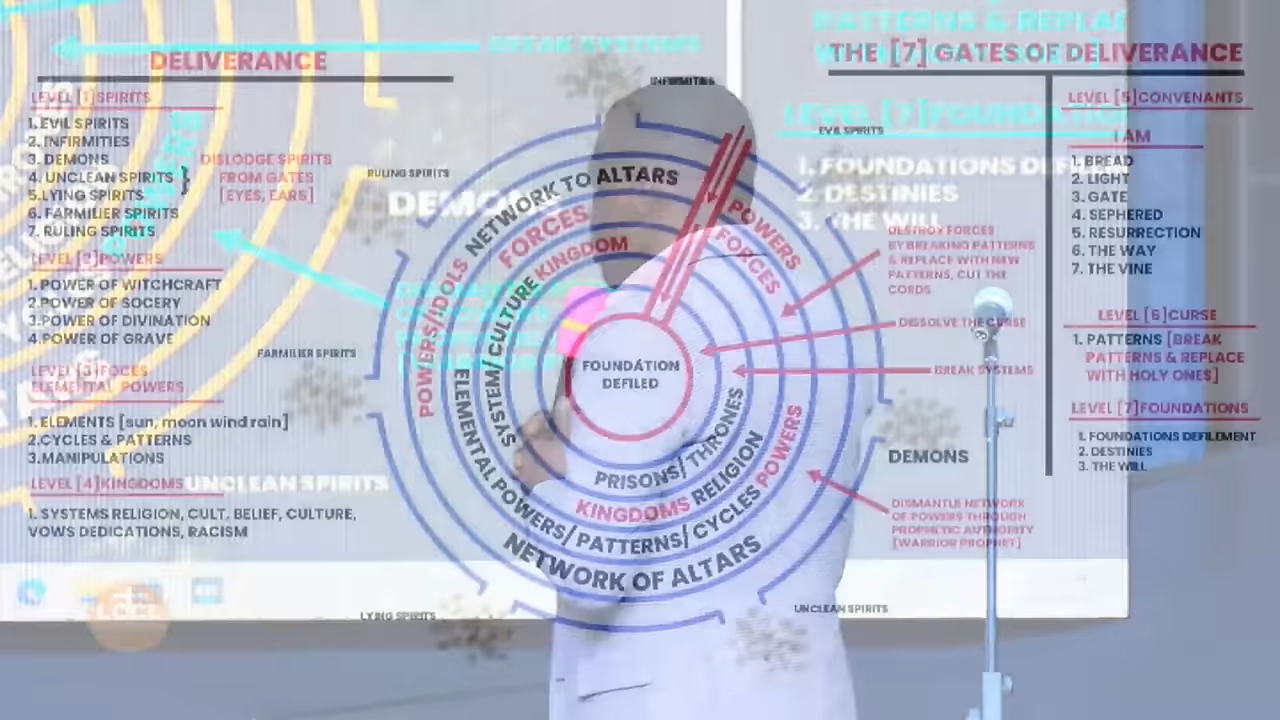 DELIVERANCE
LEVEL [1]SPIRITS
1.EVIL SPIRITS
2. INFIRMITIES
3. DEMONS
4. UNCLEAN SPIRITS
5.LYING SPIRITS
6. FARMILIER SPIRITS
7. RULING SPIRITS
DISLODGE SPIRITS
FROM GATES
[EYES, EARS]
LEVEL [2]POWERS
1.POWER OF WITCHCRAFT
2.POWER OF SOCERY
3.POWER OF DIVINATION
4.POWER OF GRAVE
LEVEL [3]FOCES
ELEMENTAL POWERS
1. ELEMENTS [sun, moon wind rain]
2.CYCLES & PATTERNS
3.MANIPULATIONS
LEVEL [4]KINGDOMS
1. SYSTEMS RELIGION, CULT, BELIEF, CULTURE,
VOWS DEDICATIONS, RACISM
BREAK SYSTEMS
DEMONS
UNCLEAN SPIRITS
INFIRMITIES
EVIL SPIRITS
RULING SPIRITS
FARMILIER SPIRITS
LYING SPIRITS
UNCLEAN SPIRITS
DEMONS
NETWORK TO ALTARS
POWERS/IDOLS
FORCES
KINGDOM
SYSTEM/ CULTURE
POWERS
FORCES
FOUNDATION
DEFILED
PRISONS/ THRONES
KINGDOMS RELIGION
ELEMENTAL POWERS/ PATTERNS/ CYCLES POWERS
NETWORK OF ALTARS
DESTROY FORCES
BY BREAKING PATTERNS
& REPLACE WITH NEW
PATTERNS, CUT THE
CORDS
DISSOLVE THE CURSE
BREAK SYSTEMS
DISMANTLE NETWORK
OF POWERS THROUGH
PROPHETIC AUTHORITY
[WARRIOR PROPHET]
PATTERNS & REPLAC
LEVEL [7]FOUNDATIO
1. FOUNDATIONS DEF
2. DESTINIES
3. THE WILL
THE [7] GATES OF DELIVERANCE
LEVEL [5]CONVENANTS
I AM
1. BREAD
2. LIGHT
3. GATE
4. SEPHERED
5. RESURRECTION
6. THE WAY
7. THE VINE
LEVEL [6]CURSE
1. PATTERNS [BREAK
PATTERNS & REPLACE
WITH HOLY ONES]
LEVEL [7]FOUNDATIONS
1. FOUNDATIONS DEFILEMENT
2. DESTINIES
3. THE WILL